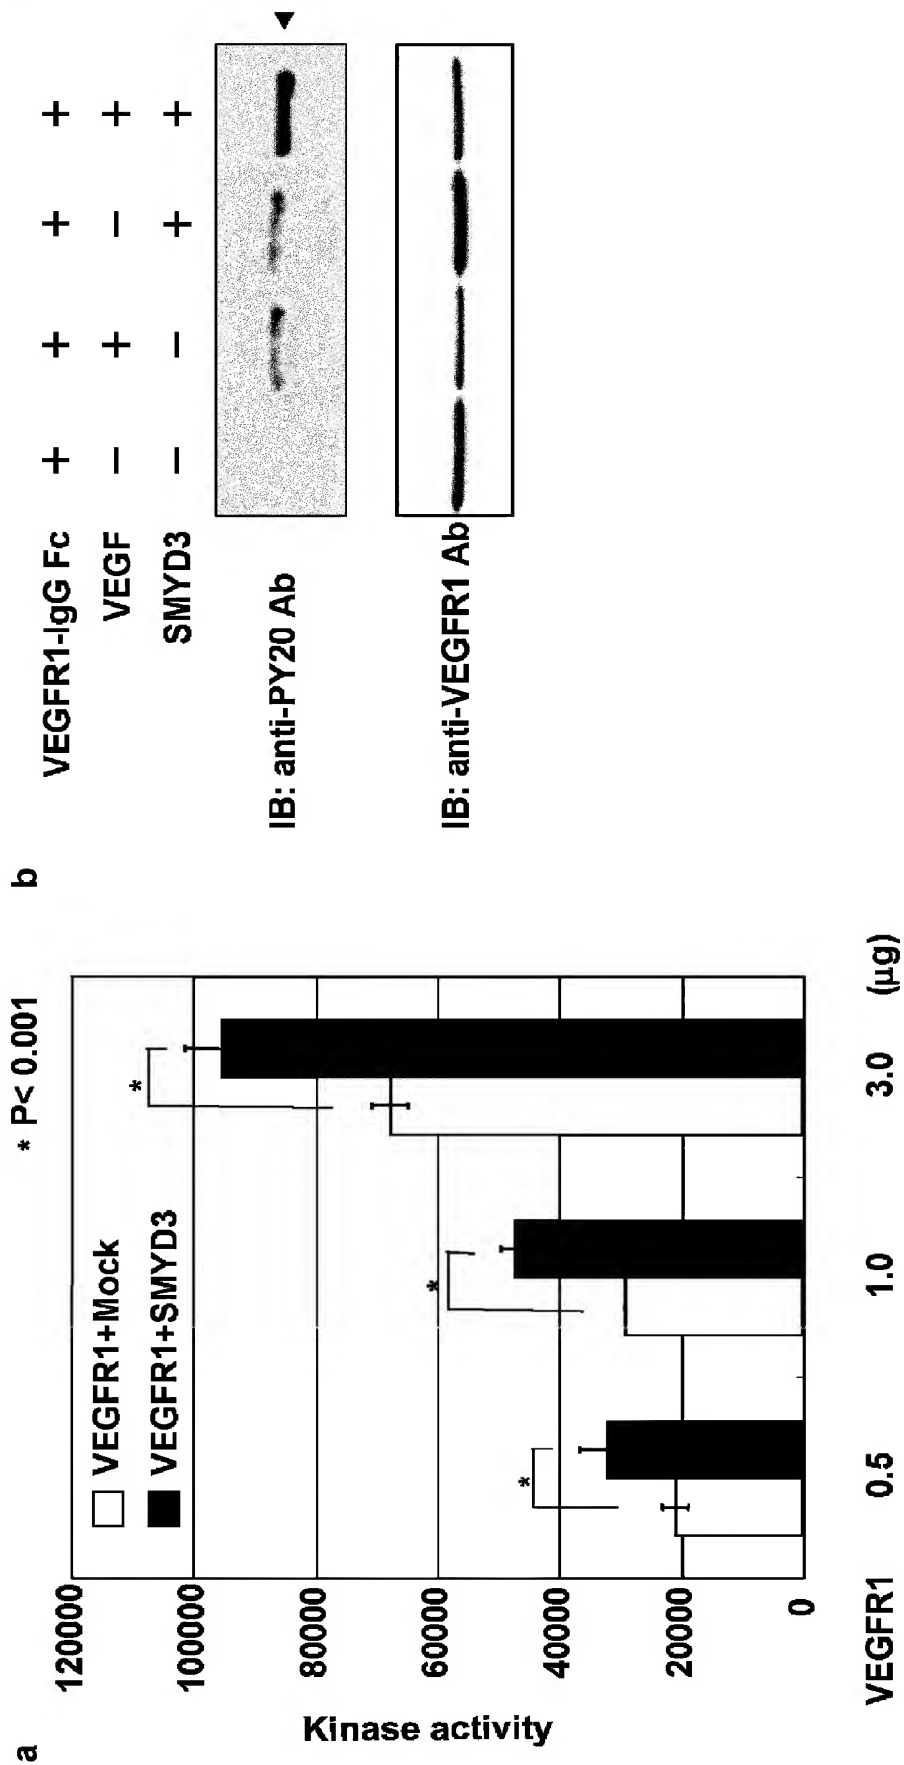 a
* P< 0.001
120000
100000
80000
60000
40000
20000
0
Kinase activity
VEGFR1+Mock
VEGFR1+SMYD3
*
*
*
VEGFR1 0.5 1.0 3.0 (μg)
b
VEGFR1-IgG Fc + + + +
VEGF − + − +
SMYD3 − − + +
IB: anti-PY20 Ab
IB: anti-VEGFR1 Ab